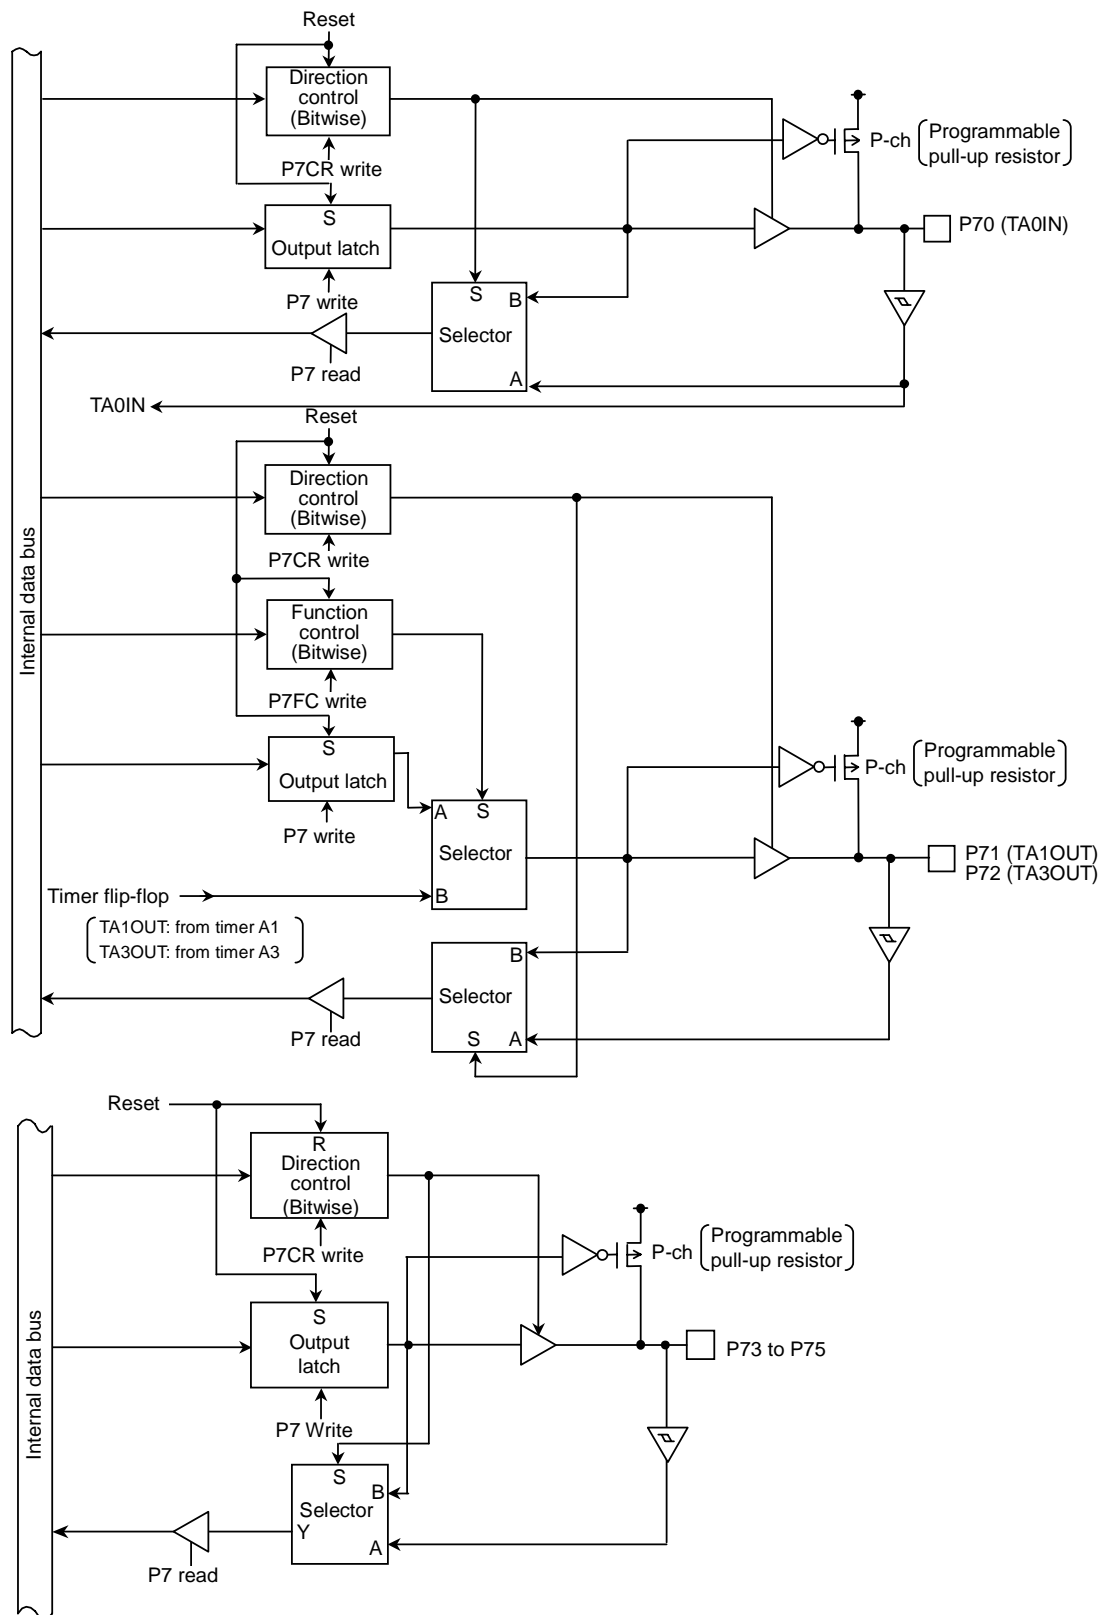 Reset
Direction
control
(Bitwise)
P7CR write
S
Output latch
P7 write
S
B
Selector
A
P7 read
TA0IN
P-ch
Programmable
pull-up resistor
P70 (TA0IN)
Internal data bus
Reset
Direction
control
(Bitwise)
P7CR write
Function
control
(Bitwise)
P7FC write
S
Output latch
P7 write
A
S
Selector
B
Timer flip-flop
TA1OUT: from timer A1
TA3OUT: from timer A3
B
Selector
S
A
P7 read
P-ch
Programmable
pull-up resistor
P71 (TA1OUT)
P72 (TA3OUT)
Internal data bus
Reset
R
Direction
control
(Bitwise)
P7CR write
S
Output
latch
P7 Write
S
B
Selector
Y
A
P7 read
P-ch
Programmable
pull-up resistor
P73 to P75